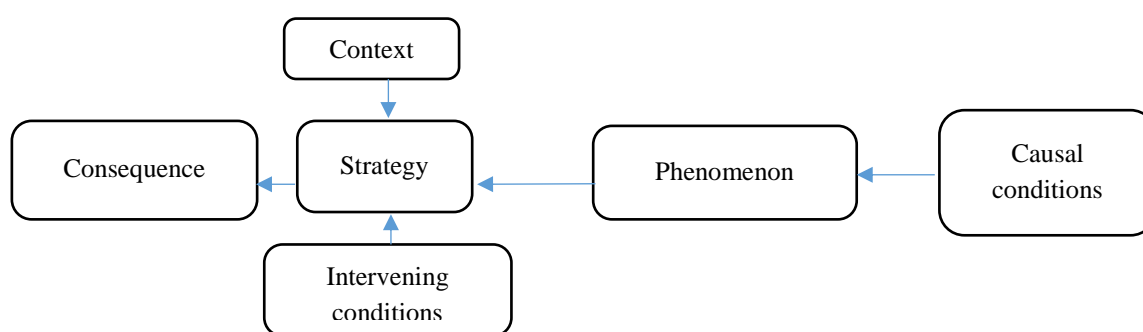 Context
Consequence
Strategy
Phenomenon
Causal
conditions
Intervening
conditions